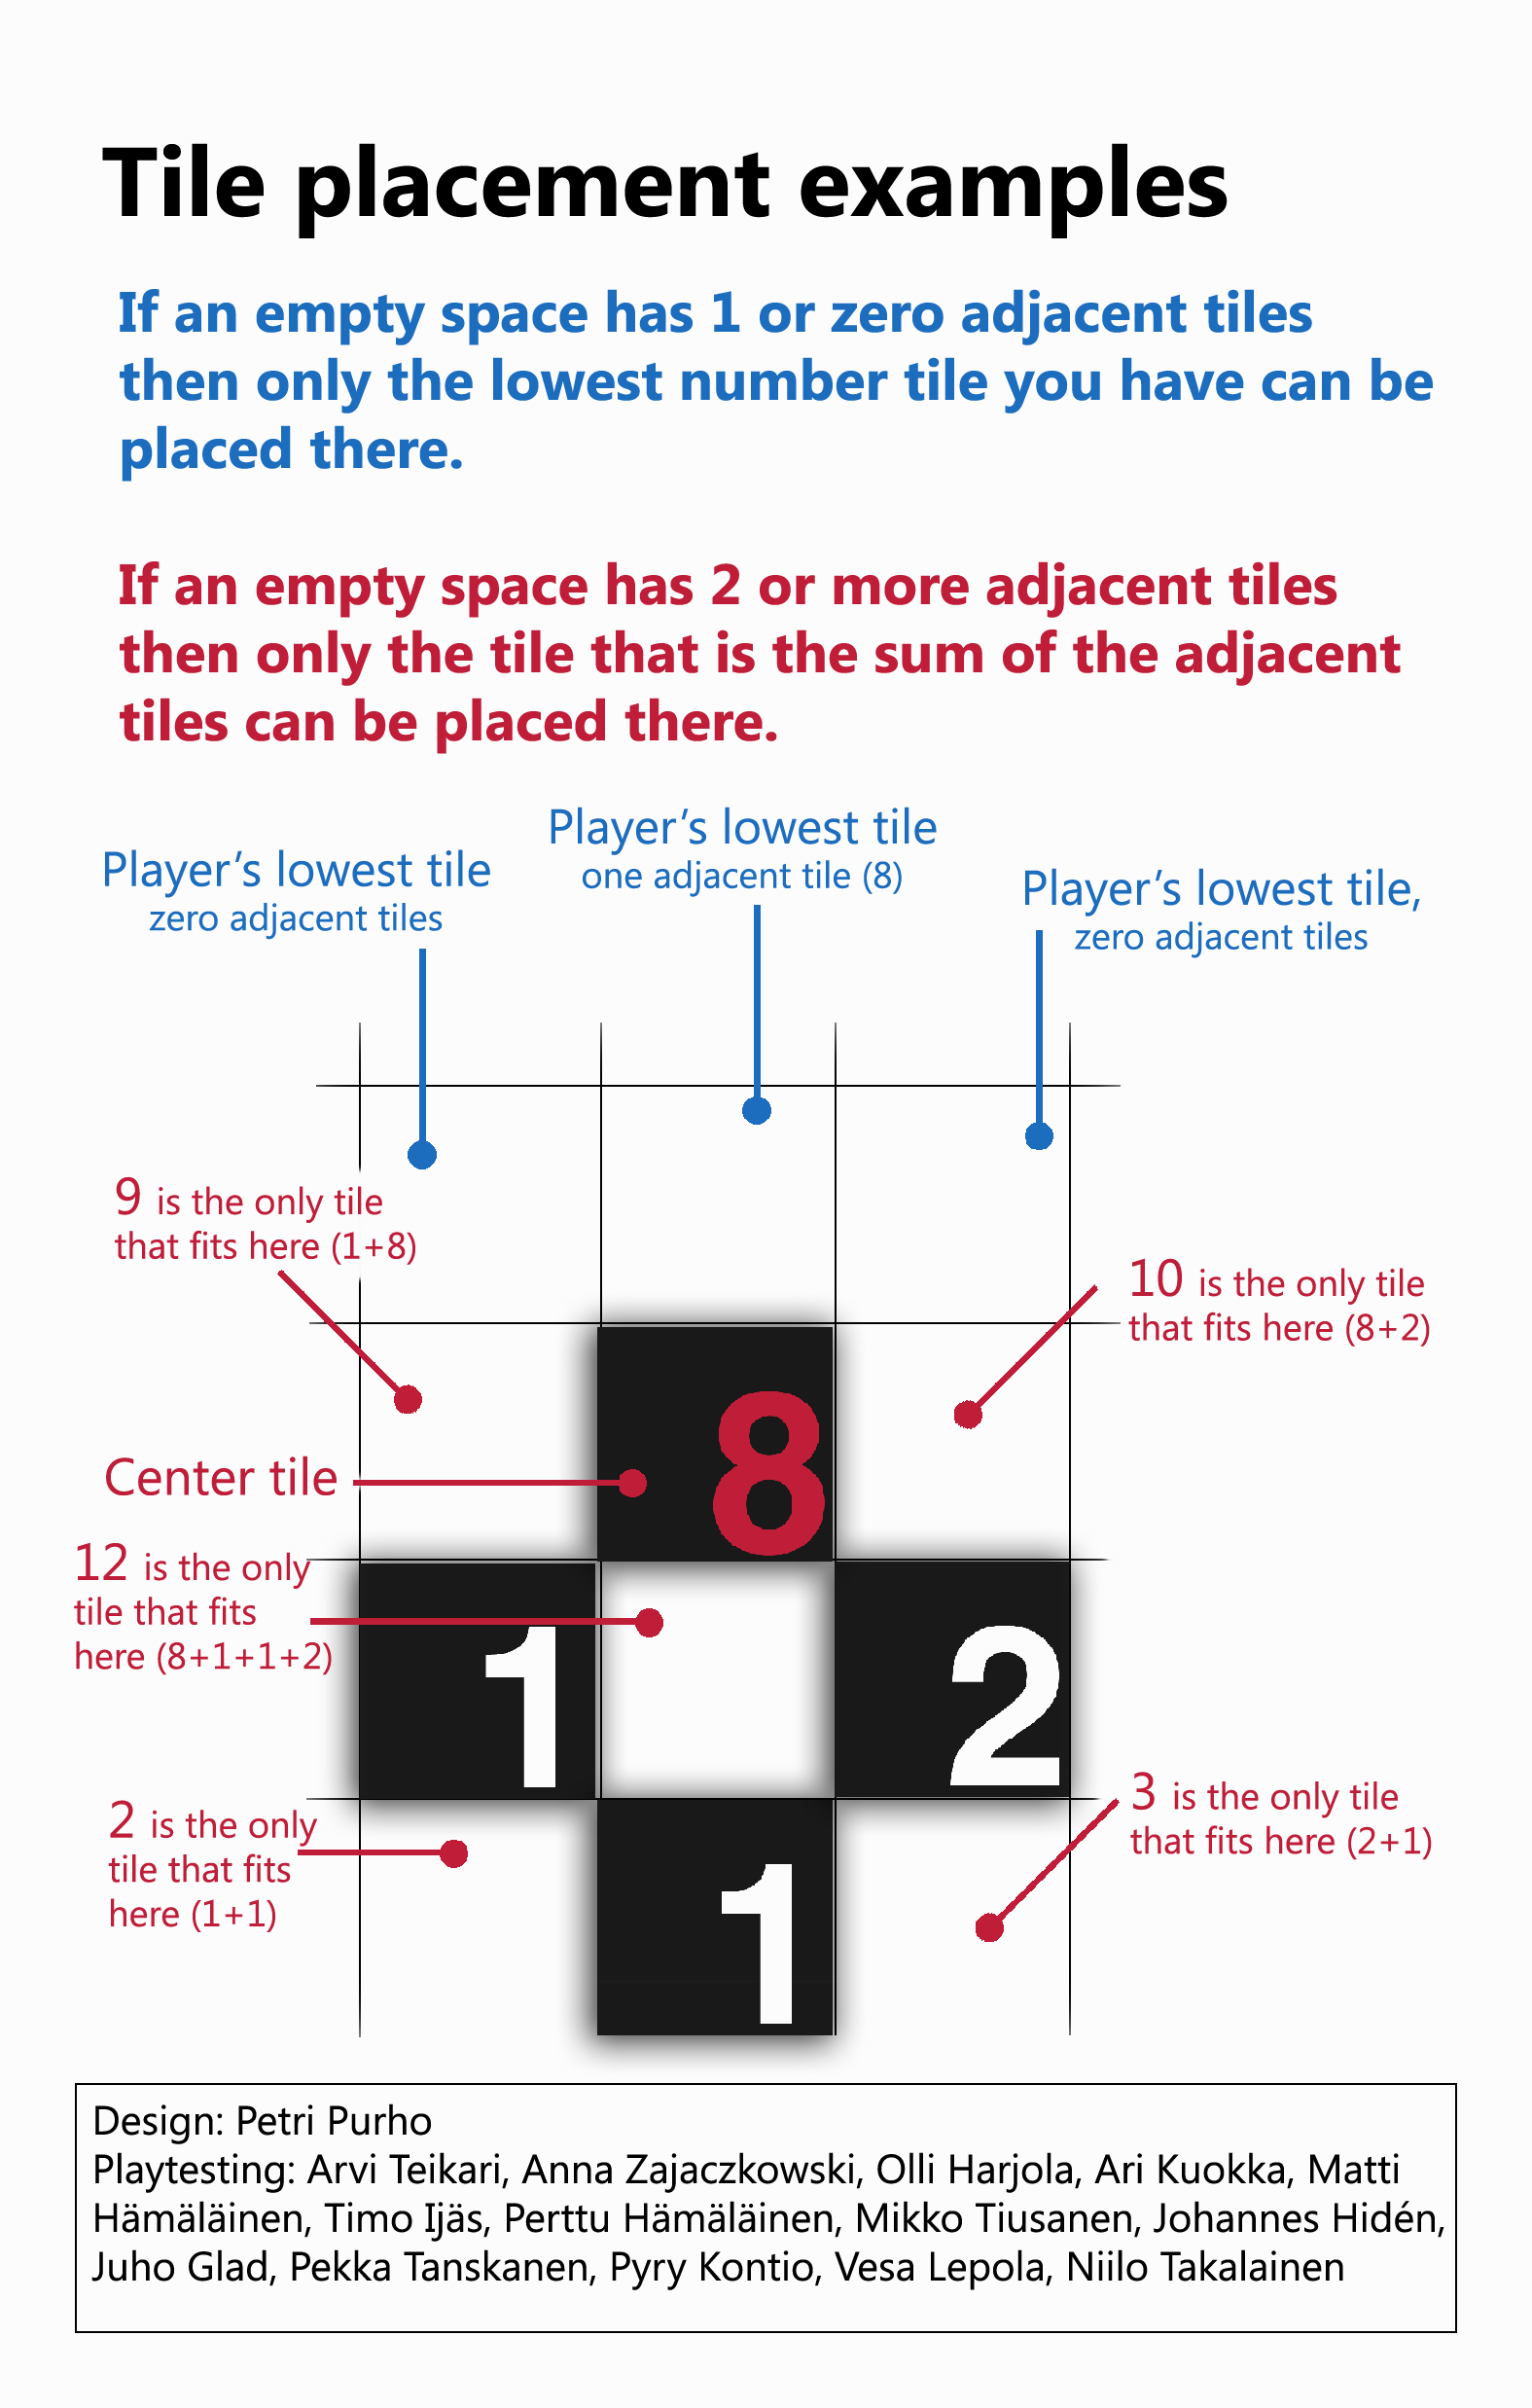 Tile placement examples
If an empty space has 1 or zero adjacent tiles
then only the lowest number tile you have can be
placed there.
If an empty space has 2 or more adjacent tiles
then only the tile that is the sum of the adjacent
tiles can be placed there.
Player’s lowest tile
zero adjacent tiles
Player’s lowest tile
one adjacent tile (8)
Player’s lowest tile,
zero adjacent tiles
9 is the only tile
that fits here (1+8)
10 is the only tile
that fits here (8+2)
8
Center tile
12 is the only
tile that fits
here (8+1+1+2)
1
2
2 is the only
tile that fits
here (1+1)
3 is the only tile
that fits here (2+1)
1
Design: Petri Purho
Playtesting: Arvi Teikari, Anna Zajaczkowski, Olli Harjola, Ari Kuokka, Matti
Hämäläinen, Timo Ijäs, Perttu Hämäläinen, Mikko Tiusanen, Johannes Hidén,
Juho Glad, Pekka Tanskanen, Pyry Kontio, Vesa Lepola, Niilo Takalainen